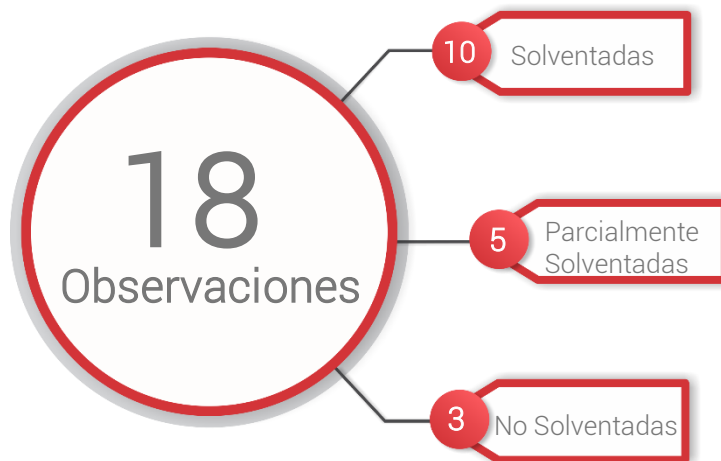 18
Observaciones
10
Solventadas
5
Parcialmente
Solventadas
3
No Solventadas